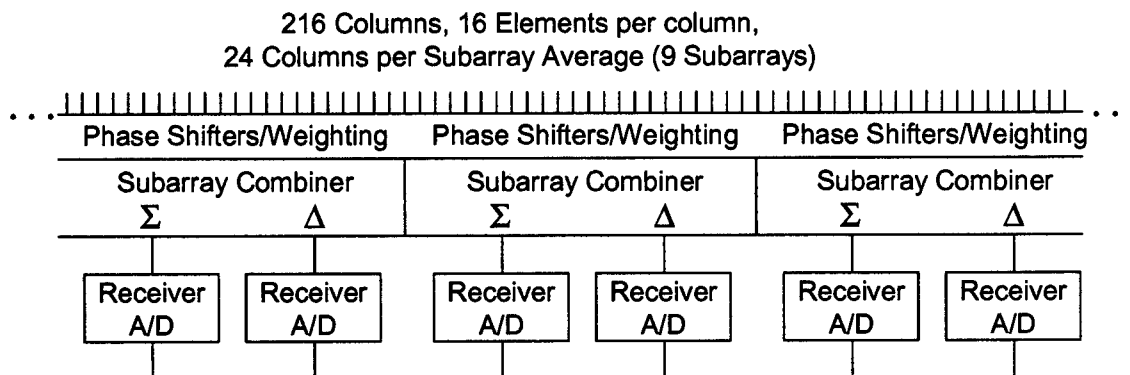 216 Columns, 16 Elements per column,
24 Columns per Subarray Average (9 Subarrays)
Phase Shifters/Weighting Phase Shifters/Weighting Phase Shifters/Weighting
Subarray Combiner Subarray Combiner Subarray Combiner
Σ Δ Σ Δ Σ Δ
Receiver Receiver Receiver Receiver Receiver Receiver
A/D A/D A/D A/D A/D A/D